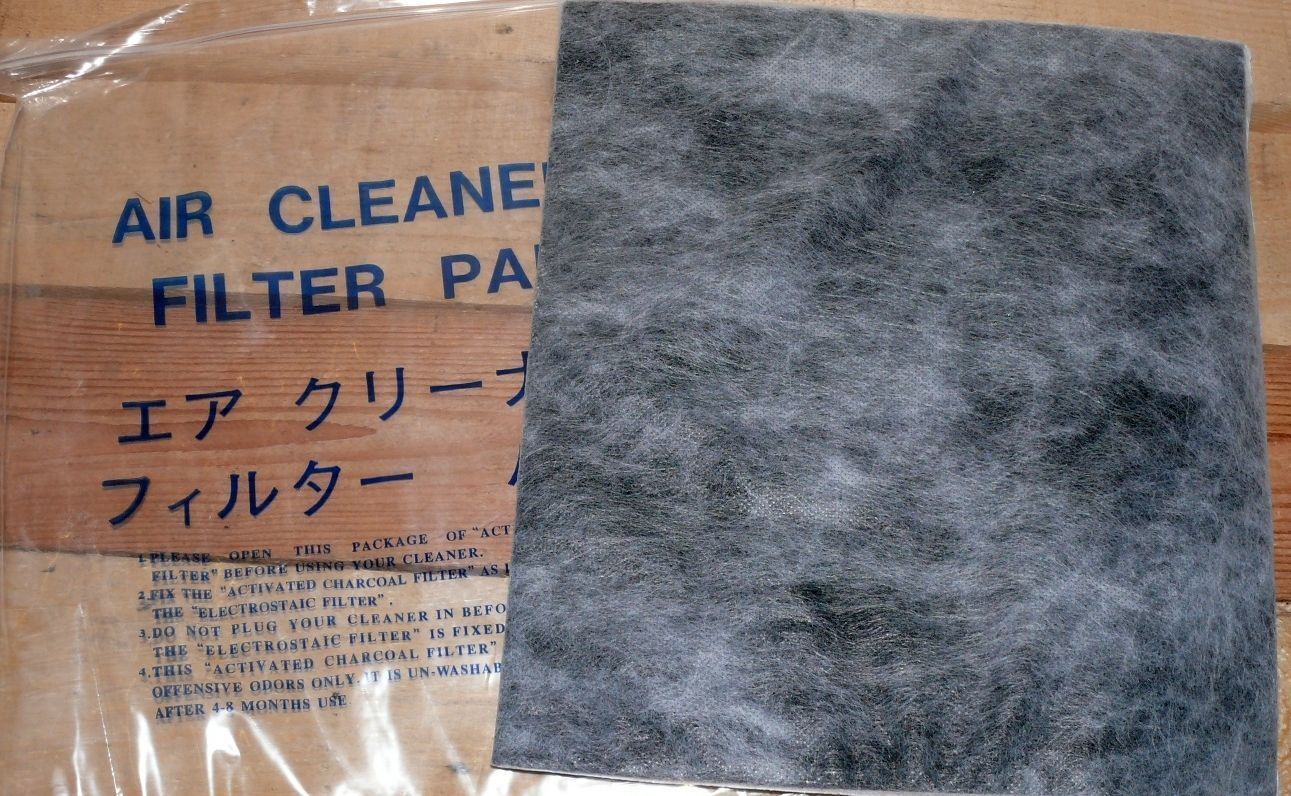 AIR CLEANE
FILTER PA
エア クリーナ
フィルター
1.PLEASE OPEN THIS PACKAGE OF "ACT
FILTER" BEFORE USING YOUR CLEANER.
2.FIX THE "ACTIVATED CHARCOAL FILTER" AS
THE "ELECTROSTAIC FILTER".
3.DO NOT PLUG YOUR CLEANER IN BEFO
THE "ELECTROSTAIC FILTER" IS FIXED
4.THIS "ACTIVATED CHARCOAL FILTER"
OFFENSIVE ODORS ONLY. IT IS UN-WASHAB
AFTER 4-8 MONTHS USE